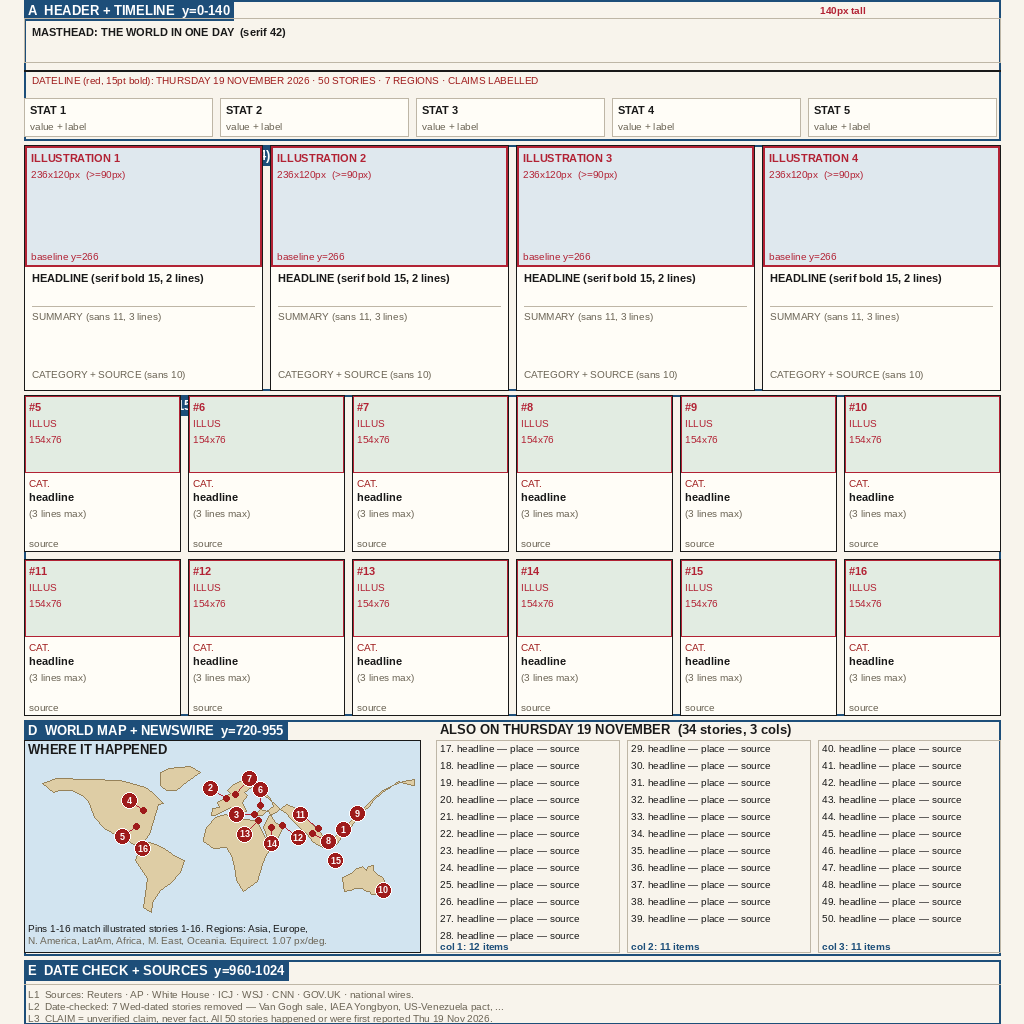 A HEADER + TIMELINE y=0-140
140px tall
MASTHEAD: THE WORLD IN ONE DAY (serif 42)
DATELINE (red, 15pt bold): THURSDAY 19 NOVEMBER 2026 · 50 STORIES · 7 REGIONS · CLAIMS LABELLED
STAT 1 STAT 2 STAT 3 STAT 4 STAT 5
value + label value + label value + label value + label value + label
ILLUSTRATION 1 ILLUSTRATION 2 ILLUSTRATION 3 ILLUSTRATION 4
236x120px (>=90px) 236x120px (>=90px) 236x120px (>=90px) 236x120px (>=90px)
baseline y=266 baseline y=266 baseline y=266 baseline y=266
HEADLINE (serif bold 15, 2 lines) HEADLINE (serif bold 15, 2 lines) HEADLINE (serif bold 15, 2 lines) HEADLINE (serif bold 15, 2 lines)
SUMMARY (sans 11, 3 lines) SUMMARY (sans 11, 3 lines) SUMMARY (sans 11, 3 lines) SUMMARY (sans 11, 3 lines)
CATEGORY + SOURCE (sans 10) CATEGORY + SOURCE (sans 10) CATEGORY + SOURCE (sans 10) CATEGORY + SOURCE (sans 10)
#5 #6 #7 #8 #9 #10
ILLUS ILLUS ILLUS ILLUS ILLUS ILLUS
154x76 154x76 154x76 154x76 154x76 154x76
CAT. CAT. CAT. CAT. CAT. CAT.
headline headline headline headline headline headline
(3 lines max) (3 lines max) (3 lines max) (3 lines max) (3 lines max) (3 lines max)
source source source source source source
#11 #12 #13 #14 #15 #16
ILLUS ILLUS ILLUS ILLUS ILLUS ILLUS
154x76 154x76 154x76 154x76 154x76 154x76
CAT. CAT. CAT. CAT. CAT. CAT.
headline headline headline headline headline headline
(3 lines max) (3 lines max) (3 lines max) (3 lines max) (3 lines max) (3 lines max)
source source source source source source
D WORLD MAP + NEWSWIRE y=720-955
WHERE IT HAPPENED
7
2 6
4
3 11 9
5 13 1
16 14 12 8
15
10
Pins 1-16 match illustrated stories 1-16. Regions: Asia, Europe,
N. America, LatAm, Africa, M. East, Oceania. Equirect. 1.07 px/deg.
ALSO ON THURSDAY 19 NOVEMBER (34 stories, 3 cols)
17. headline — place — source
18. headline — place — source
19. headline — place — source
20. headline — place — source
21. headline — place — source
22. headline — place — source
23. headline — place — source
24. headline — place — source
25. headline — place — source
26. headline — place — source
27. headline — place — source
28. headline — place — source
col 1: 12 items
29. headline — place — source
30. headline — place — source
31. headline — place — source
32. headline — place — source
33. headline — place — source
34. headline — place — source
35. headline — place — source
36. headline — place — source
37. headline — place — source
38. headline — place — source
39. headline — place — source
col 2: 11 items
40. headline — place — source
41. headline — place — source
42. headline — place — source
43. headline — place — source
44. headline — place — source
45. headline — place — source
46. headline — place — source
47. headline — place — source
48. headline — place — source
49. headline — place — source
50. headline — place — source
col 3: 11 items
E DATE CHECK + SOURCES y=960-1024
L1 Sources: Reuters · AP · White House · ICJ · WSJ · CNN · GOV.UK · national wires.
L2 Date-checked: 7 Wed-dated stories removed — Van Gogh sale, IAEA Yongbyon, US-Venezuela pact, ...
L3 CLAIM = unverified claim, never fact. All 50 stories happened or were first reported Thu 19 Nov 2026.